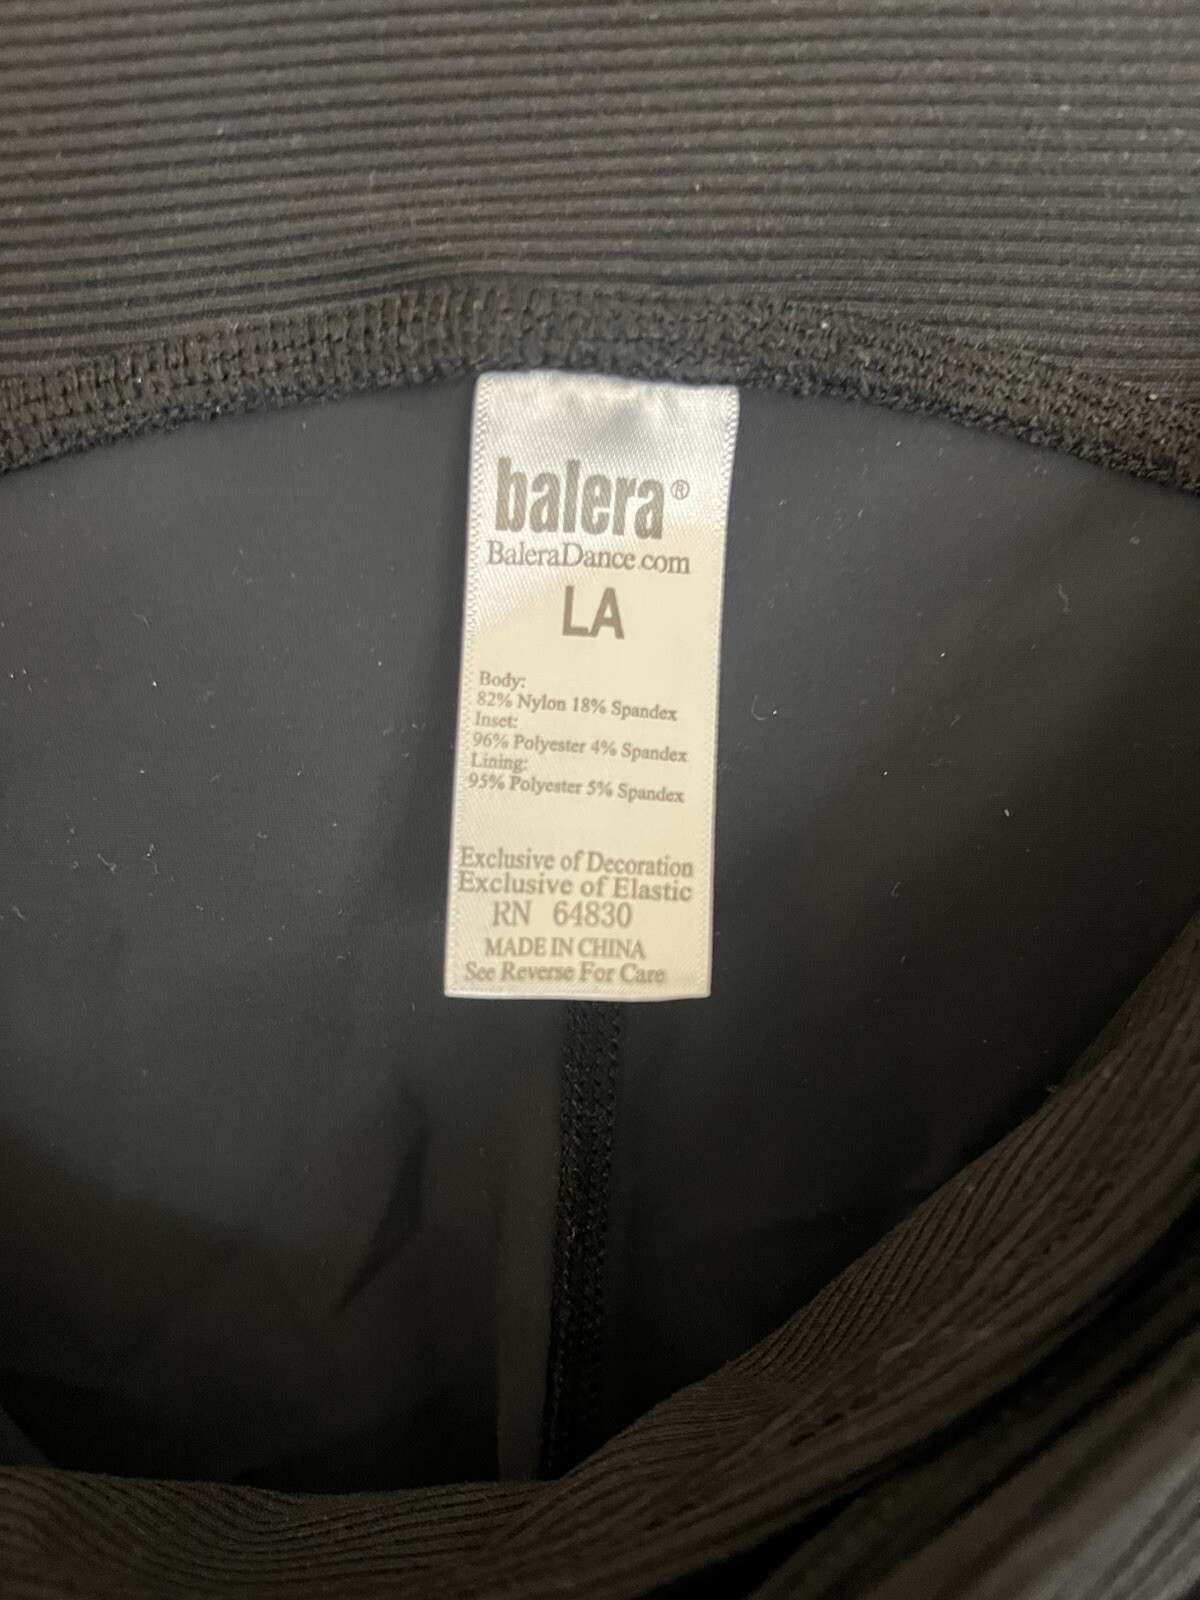 balera®
BaleraDance.com
LA
Body:
82% Nylon 18% Spandex
Inset:
96% Polyester 4% Spandex
Lining:
95% Polyester 5% Spandex
Exclusive of Decoration
Exclusive of Elastic
RN 64830
MADE IN CHINA
See Reverse For Care